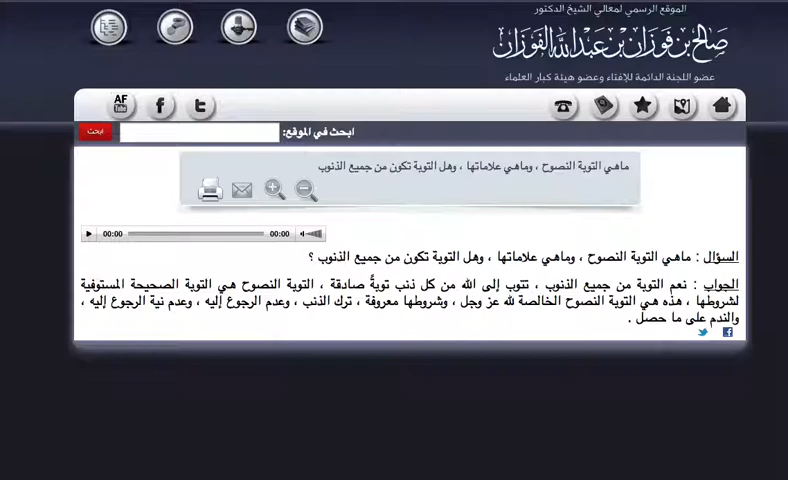 الموقع الرسمي لمعالي الشيخ الدكتور
صالح بن فوزان بن عبدالله الفوزان
عضو اللجنة الدائمة للإفتاء وعضو هيئة كبار العلماء
AF
Tube
f
t
ابحث في الموقع:
ابحث
ماهي التوبة النصوح ، وماهي علاماتها ، وهل التوبة تكون من جميع الذنوب
00:00
00:00
السؤال : ماهي التوبة النصوح ، وماهي علاماتها ، وهل التوبة تكون من جميع الذنوب ؟
الجواب : نعم التوبة من جميع الذنوب ، تتوب إلى الله من كل ذنب توبةً صادقة ، التوبة النصوح هي التوبة الصحيحة المستوفية
لشروطها ، هذه هي التوبة النصوح الخالصة لله عز وجل ، وشروطها معروفة ، ترك الذنب ، وعدم الرجوع إليه ، وعدم نية الرجوع إليه ،
والندم على ما حصل .